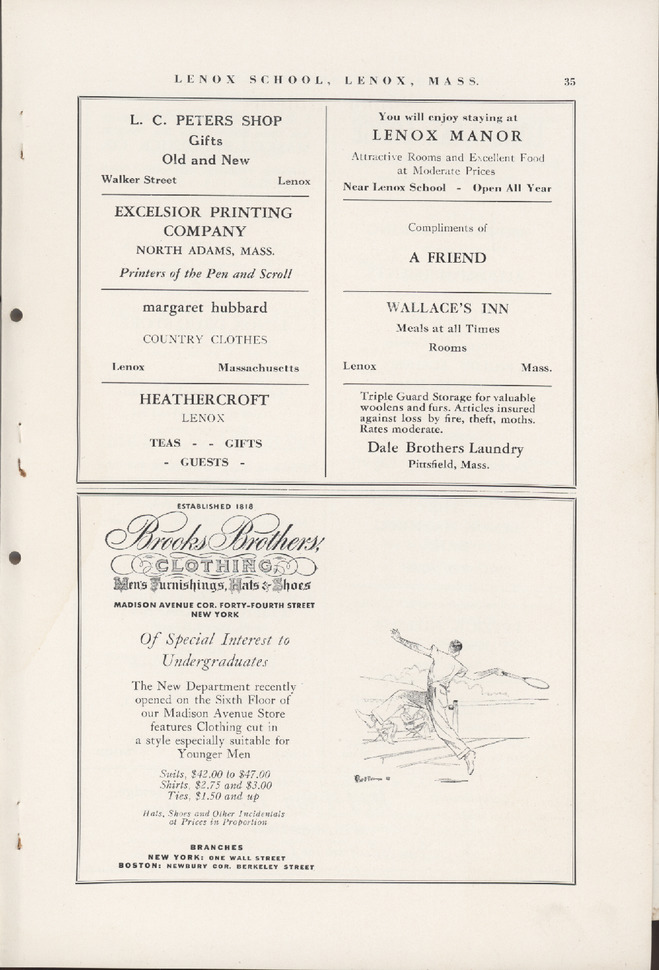 LENOX SCHOOL, LENOX, MASS.
35
L. C. PETERS SHOP
Gifts
Old and New
Walker Street Lenox
EXCELSIOR PRINTING
COMPANY
NORTH ADAMS, MASS.
Printers of the Pen and Scroll
margaret hubbard
COUNTRY CLOTHES
Lenox Massachusetts
HEATHERCROFT
LENOX
TEAS - - GIFTS
- GUESTS -
You will enjoy staying at
LENOX MANOR
Attractive Rooms and Excellent Food
at Moderate Prices
Near Lenox School - Open All Year
Compliments of
A FRIEND
WALLACE'S INN
Meals at all Times
Rooms
Lenox Mass.
Triple Guard Storage for valuable
woolens and furs. Articles insured
against loss by fire, theft, moths.
Rates moderate.
Dale Brothers Laundry
Pittsfield, Mass.
ESTABLISHED 1818
Brooks Brothers,
CLOTHING
Men's Furnishings, Hats & Shoes
MADISON AVENUE COR. FORTY-FOURTH STREET
NEW YORK
Of Special Interest to
Undergraduates
The New Department recently
opened on the Sixth Floor of
our Madison Avenue Store
features Clothing cut in
a style especially suitable for
Younger Men
Suits, $42.00 to $47.00
Shirts, $2.75 and $3.00
Ties, $1.50 and up
Hats, Shoes and Other Incidentals
at Prices in Proportion
BRANCHES
NEW YORK: ONE WALL STREET
BOSTON: NEWBURY COR. BERKELEY STREET